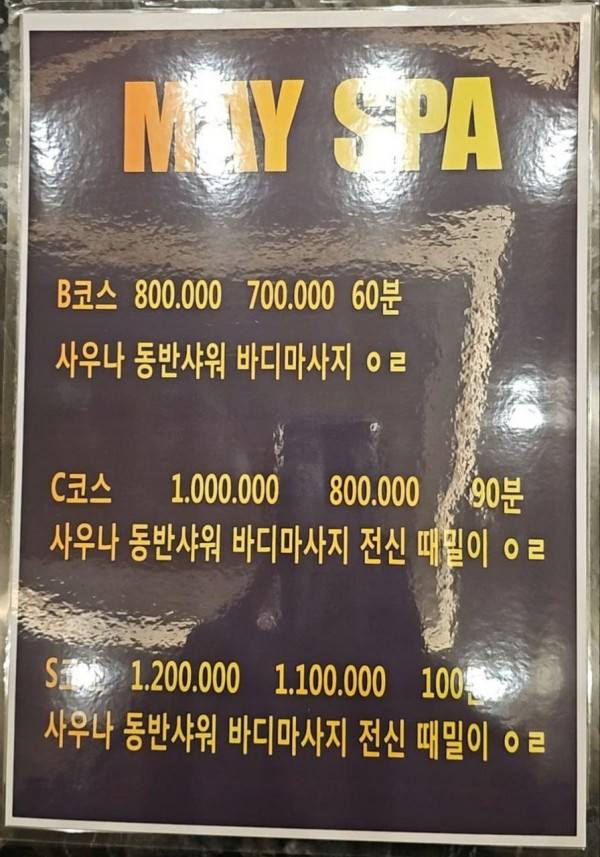 MAY SPA
B코스 800.000 700.000 60분
사우나 동반샤워 바디마사지 ㅇㄹ
C코스 1.000.000 800.000 90분
사우나 동반샤워 바디마사지 전신 때밀이 ㅇㄹ
1.200.000 1.100.000
사우나 동반샤워 바디마사지 전신 때밀이 ㅇㄹ